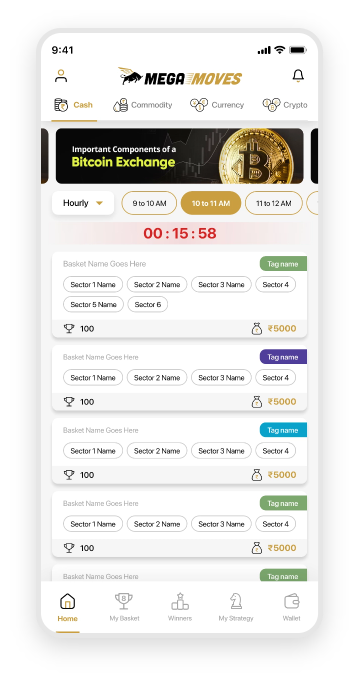 9:41
MEGA MOVES
Cash Commodity Currency Crypto
Important Components of a
Bitcoin Exchange
Hourly 9 to 10 AM 10 to 11 AM 11 to 12 AM
00 : 15 : 58
Basket Name Goes Here Tag name
Sector 1 Name Sector 2 Name Sector 3 Name Sector 4
Sector 5 Name Sector 6
100 ₹5000
Basket Name Goes Here Tag name
Sector 1 Name Sector 2 Name Sector 3 Name Sector 4
100 ₹5000
Basket Name Goes Here Tag name
Sector 1 Name Sector 2 Name Sector 3 Name Sector 4
100 ₹5000
Basket Name Goes Here Tag name
Sector 1 Name Sector 2 Name Sector 3 Name Sector 4
100 ₹5000
Basket Name Goes Here Tag name
Home My Basket Winners My Strategy Wallet